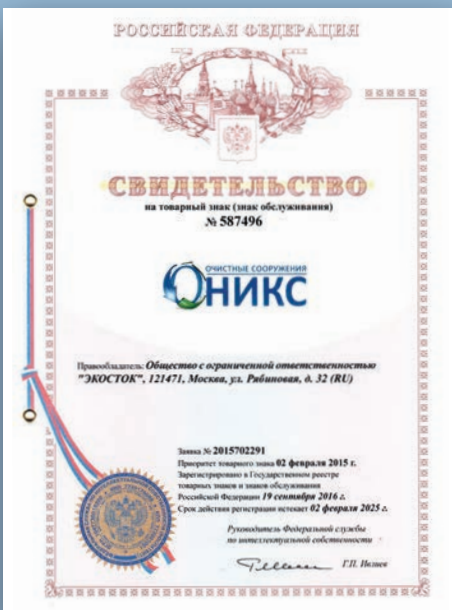 РОССИЙСКАЯ ФЕДЕРАЦИЯ
СВИДЕТЕЛЬСТВО
на товарный знак (знак обслуживания)
№ 587496
ОЧИСТНЫЕ СООРУЖЕНИЯ
ОНИКС
Правообладатель: Общество с ограниченной ответственностью
"ЭКОСТОК", 121471, Москва, ул. Рябиновая, д. 32 (RU)
Заявка № 2015702291
Приоритет товарного знака 02 февраля 2015 г.
Зарегистрировано в Государственном реестре
товарных знаков и знаков обслуживания
Российской Федерации 19 сентября 2016 г.
Срок действия регистрации истекает 02 февраля 2025 г.
Руководитель Федеральной службы
по интеллектуальной собственности
Г.П. Ивлиев